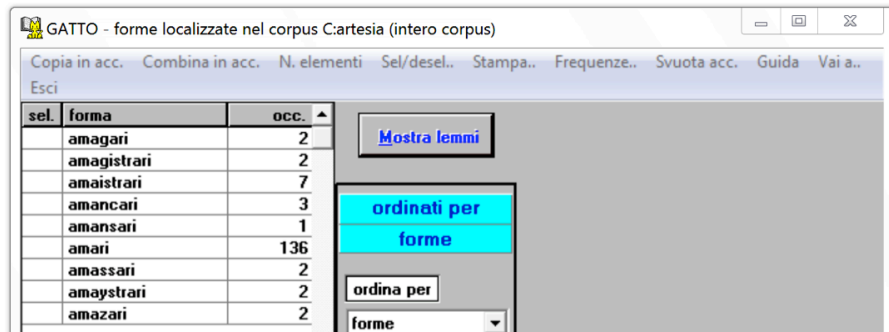 GATTO - forme localizzate nel corpus C:artesia (intero corpus)
Copia in acc. Combina in acc. N. elementi Sel/desel.. Stampa.. Frequenze.. Svuota acc. Guida Vai a..
Esci
sel. forma occ.
amagari 2
Mostra lemmi
amagistrari 2
amaistrari 7
amancari 3
ordinati per
amansari 1
forme
amari 136
amassari 2
amaystrari 2
ordina per
amazari 2
forme